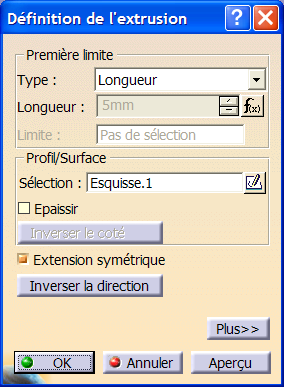 Définition de l'extrusion
Première limite
Type : Longueur
Longueur : 5mm f(x)
Limite : Pas de sélection
Profil/Surface
Sélection : Esquisse.1
Epaissir
Inverser le coté
Extension symétrique
Inverser la direction
Plus>>
OK Annuler Aperçu